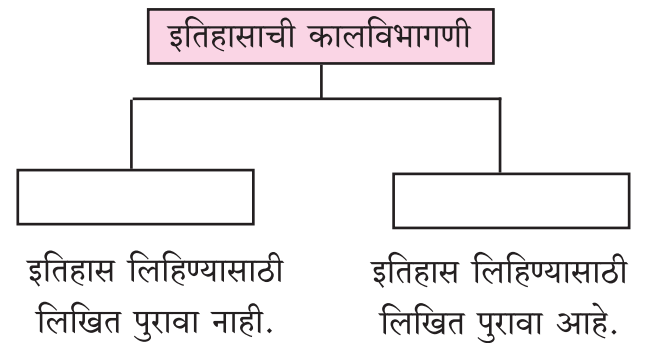 इतिहासाची कालविभागणी
इतिहास लिहिण्यासाठी
लिखित पुरावा नाही.
इतिहास लिहिण्यासाठी
लिखित पुरावा आहे.